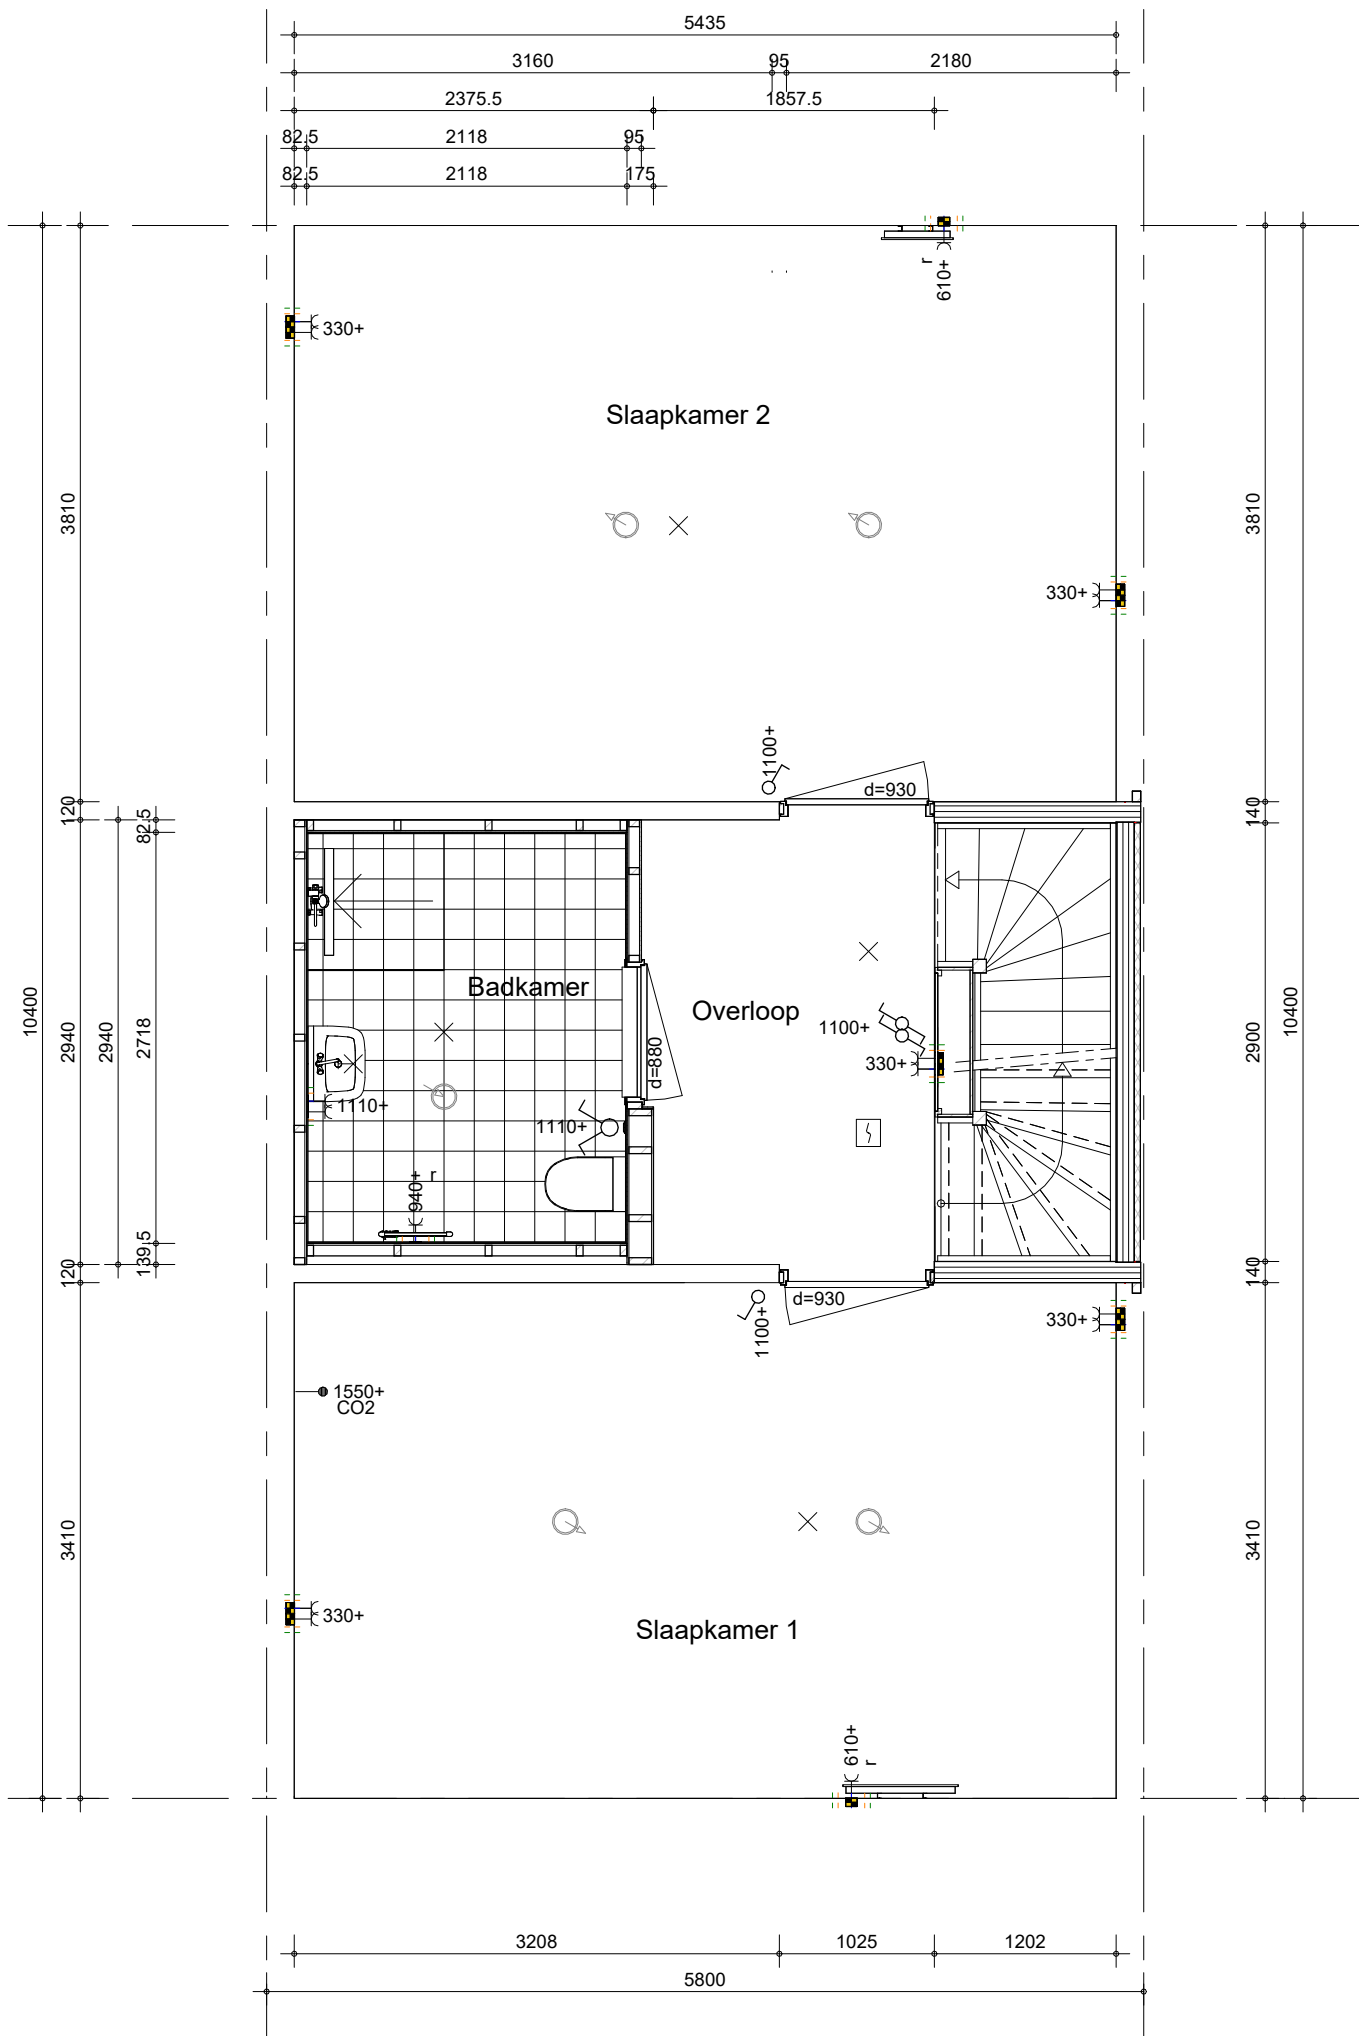 5435
3160 95 2180
2375.5 1857.5
82.5 2118 95
82.5 2118 175
610+ r
330+
Slaapkamer 2
3810
3810
330+
1100+
d=930
120
82.5
140
Badkamer
Overloop
1100+
330+
d=880
1110+
1110+
940+ r
10400
2940
2940
2718
2900
10400
120
139.5
140
d=930
1100+
330+
1550+
CO2
3410
3410
330+
Slaapkamer 1
610+ r
3208 1025 1202
5800